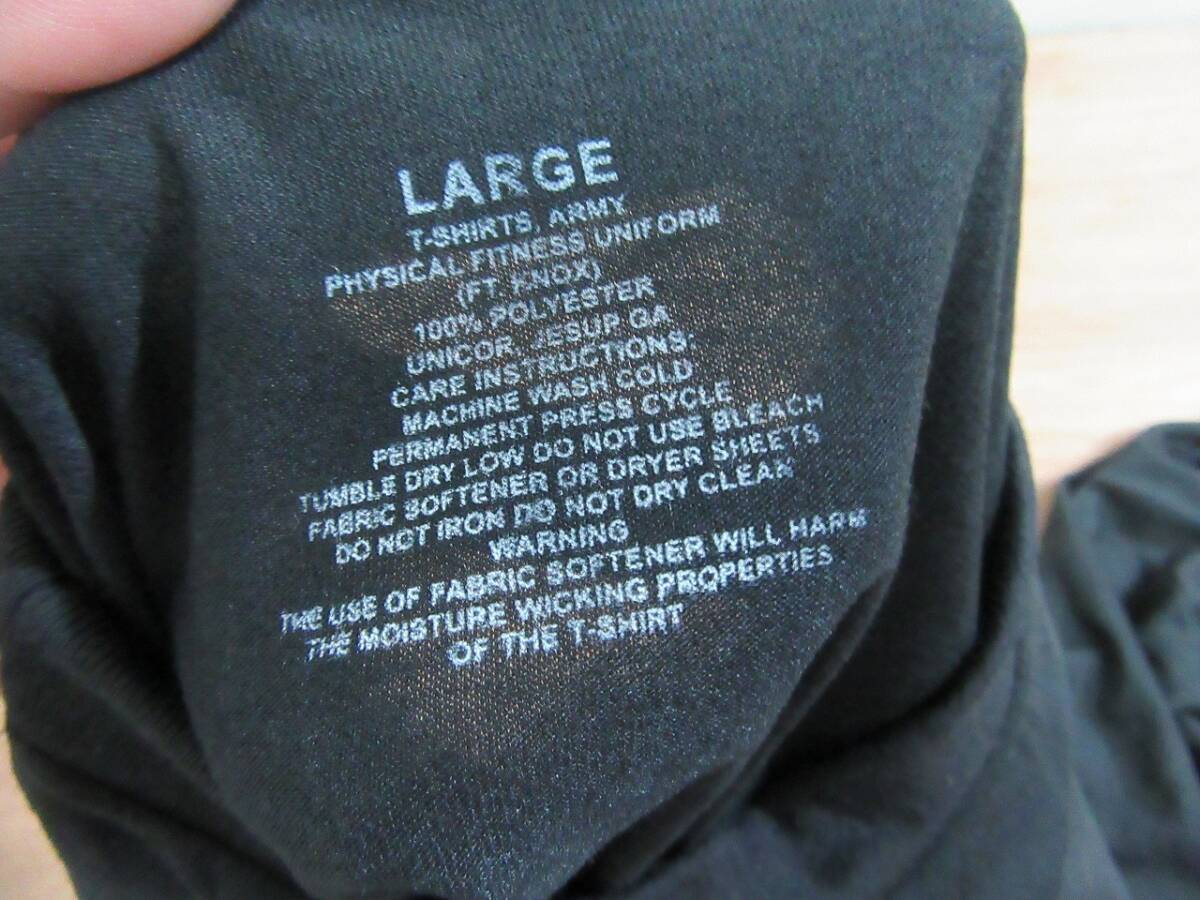 LARGE
T-SHIRTS, ARMY
PHYSICAL FITNESS UNIFORM
(FT. KNOX)
100% POLYESTER
UNICOR, JESUP GA
CARE INSTRUCTIONS:
MACHINE WASH COLD
PERMANENT PRESS CYCLE
TUMBLE DRY LOW DO NOT USE BLEACH
FABRIC SOFTENER OR DRYER SHEETS
DO NOT IRON DO NOT DRY CLEAN
WARNING
THE USE OF FABRIC SOFTENER WILL HARM
THE MOISTURE WICKING PROPERTIES
OF THE T-SHIRT